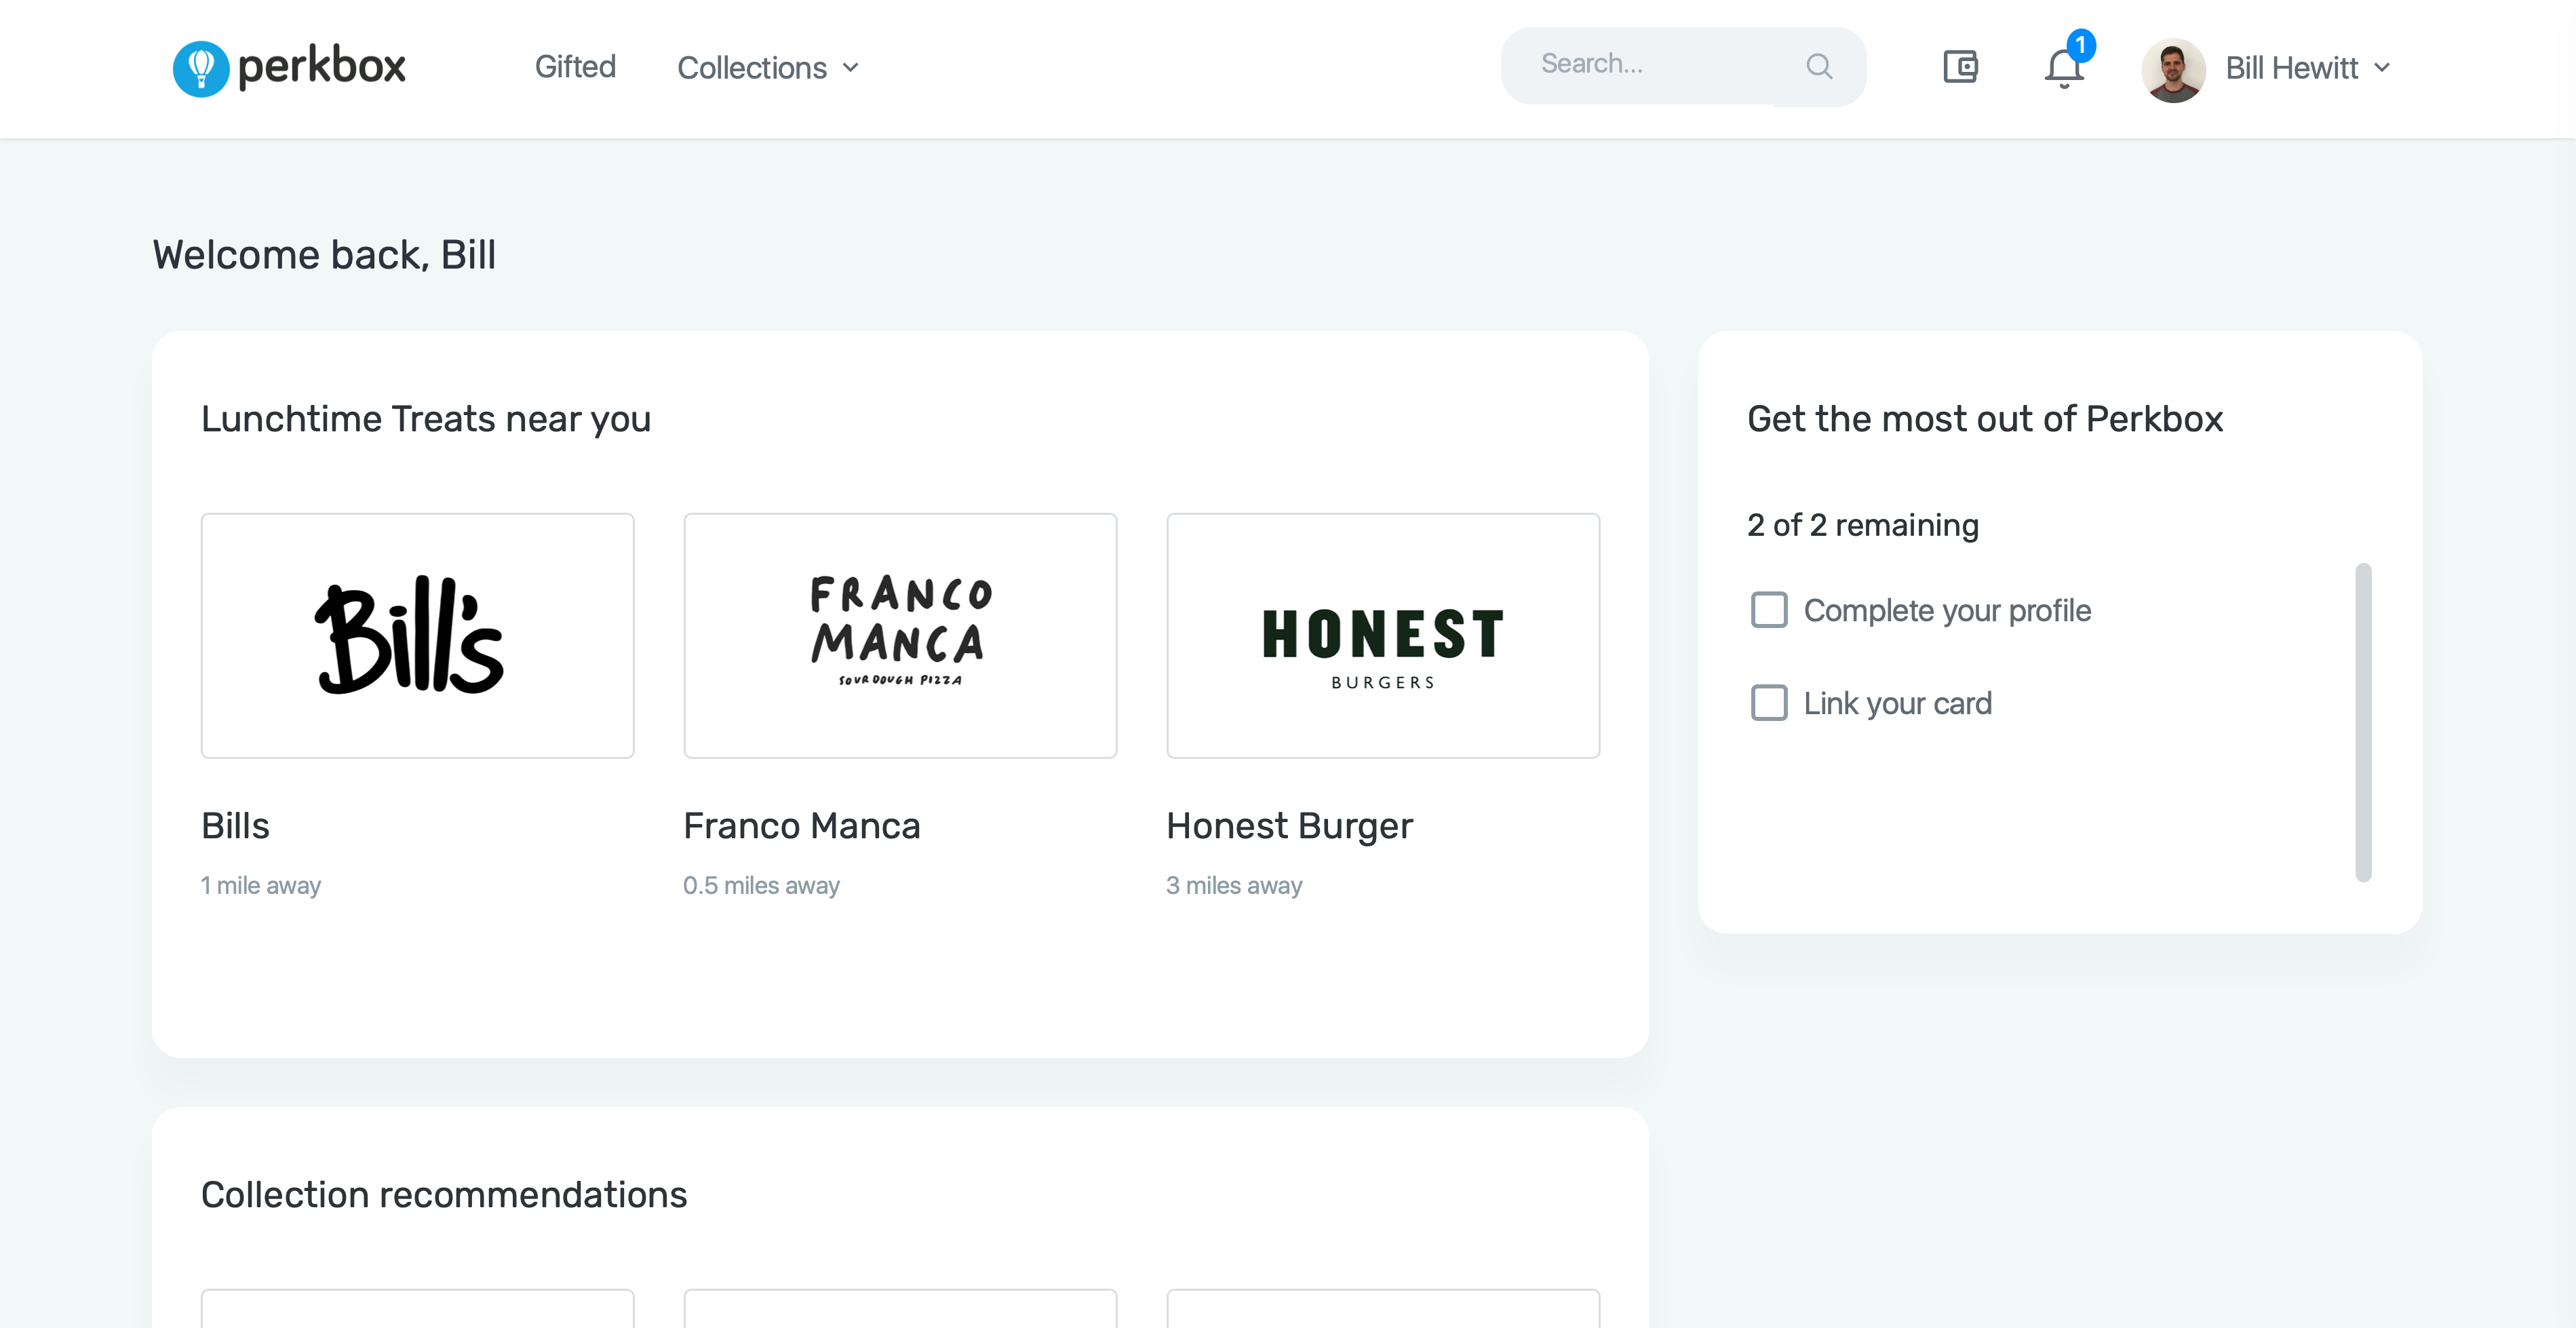 perkbox
Gifted
Collections
Search...
1
Bill Hewitt
Welcome back, Bill
Lunchtime Treats near you
Bill's
FRANCO
MANCA
SOURDOUGH PIZZA
HONEST
BURGERS
Bills
Franco Manca
Honest Burger
1 mile away
0.5 miles away
3 miles away
Get the most out of Perkbox
2 of 2 remaining
Complete your profile
Link your card
Collection recommendations